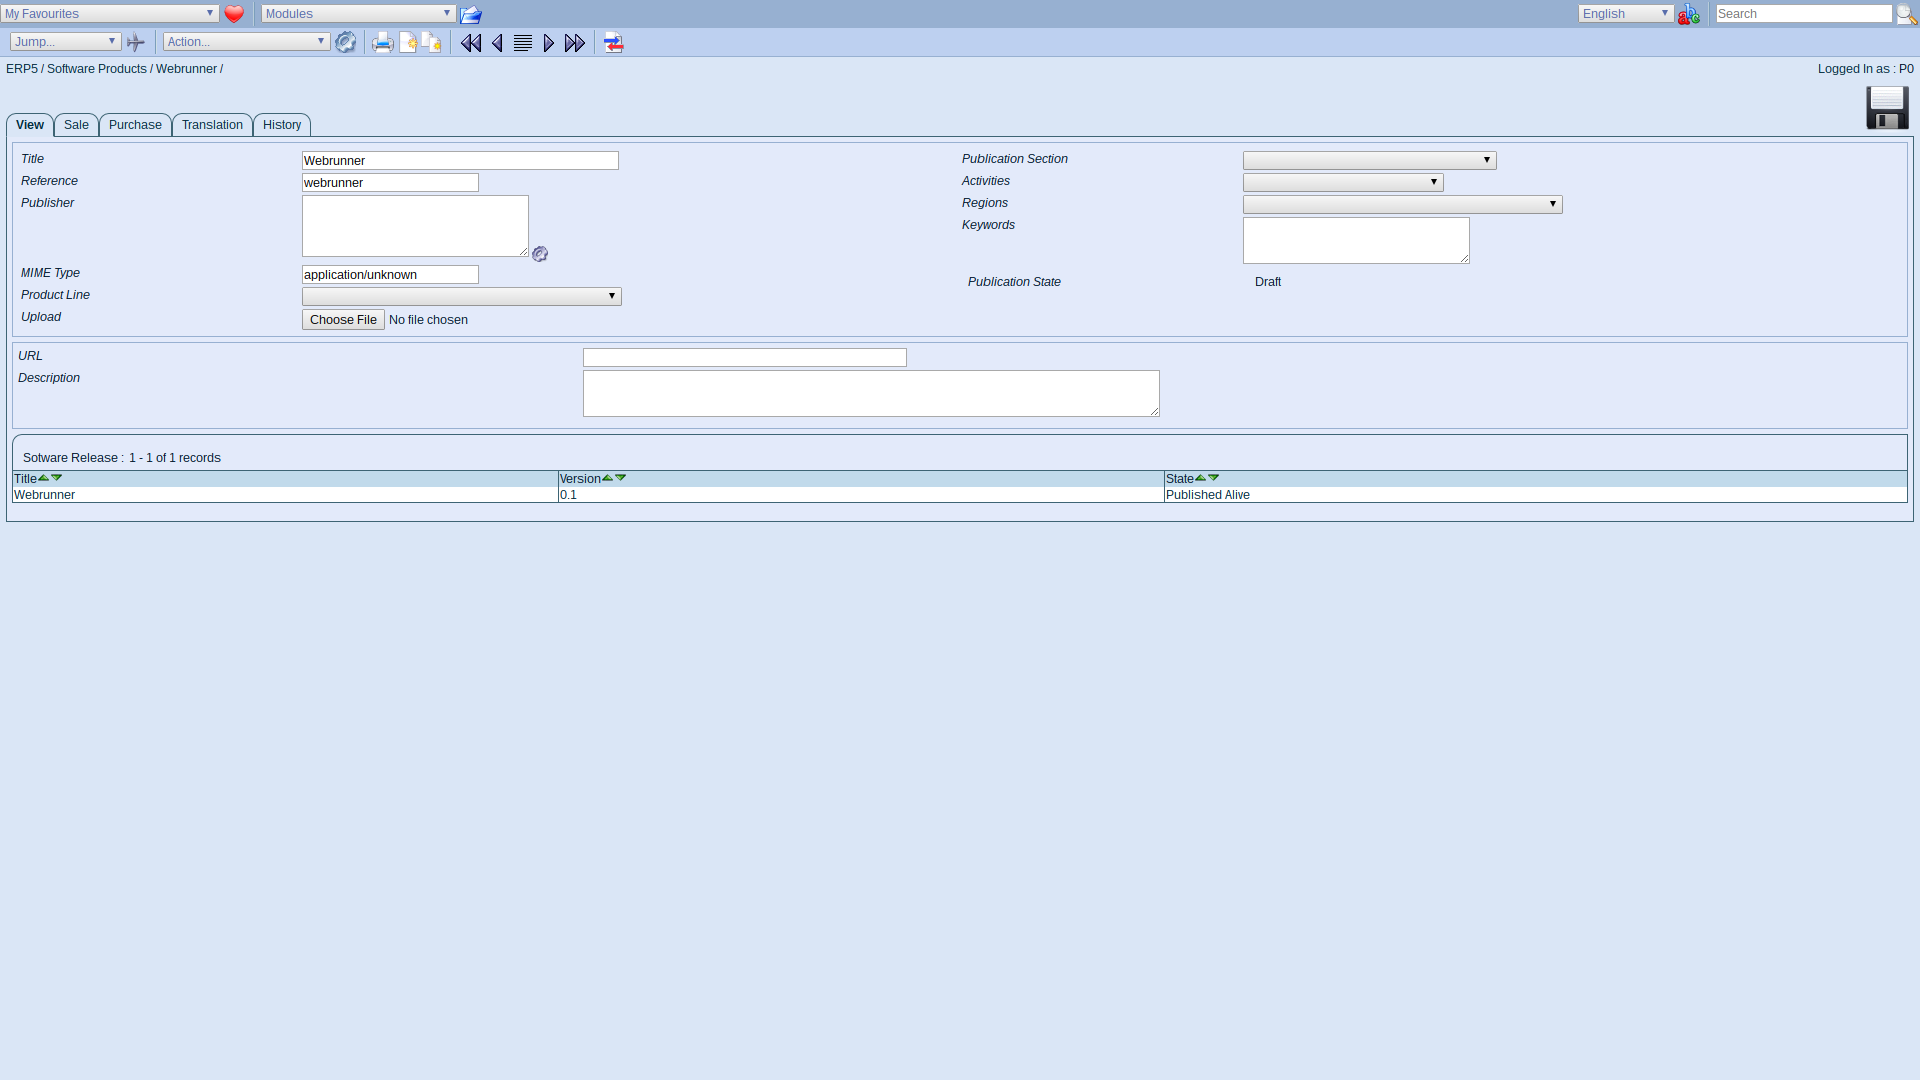 My Favourites
Modules
English
Search
Jump...
Action...
ERP5 / Software Products / Webrunner /
Logged In as : P0
View
Sale
Purchase
Translation
History
Title
Webrunner
Reference
webrunner
Publisher
MIME Type
application/unknown
Product Line
Upload
Choose File No file chosen
Publication Section
Activities
Regions
Keywords
Publication State
Draft
URL
Description
Sotware Release : 1 - 1 of 1 records
Title Version State
Webrunner 0.1 Published Alive